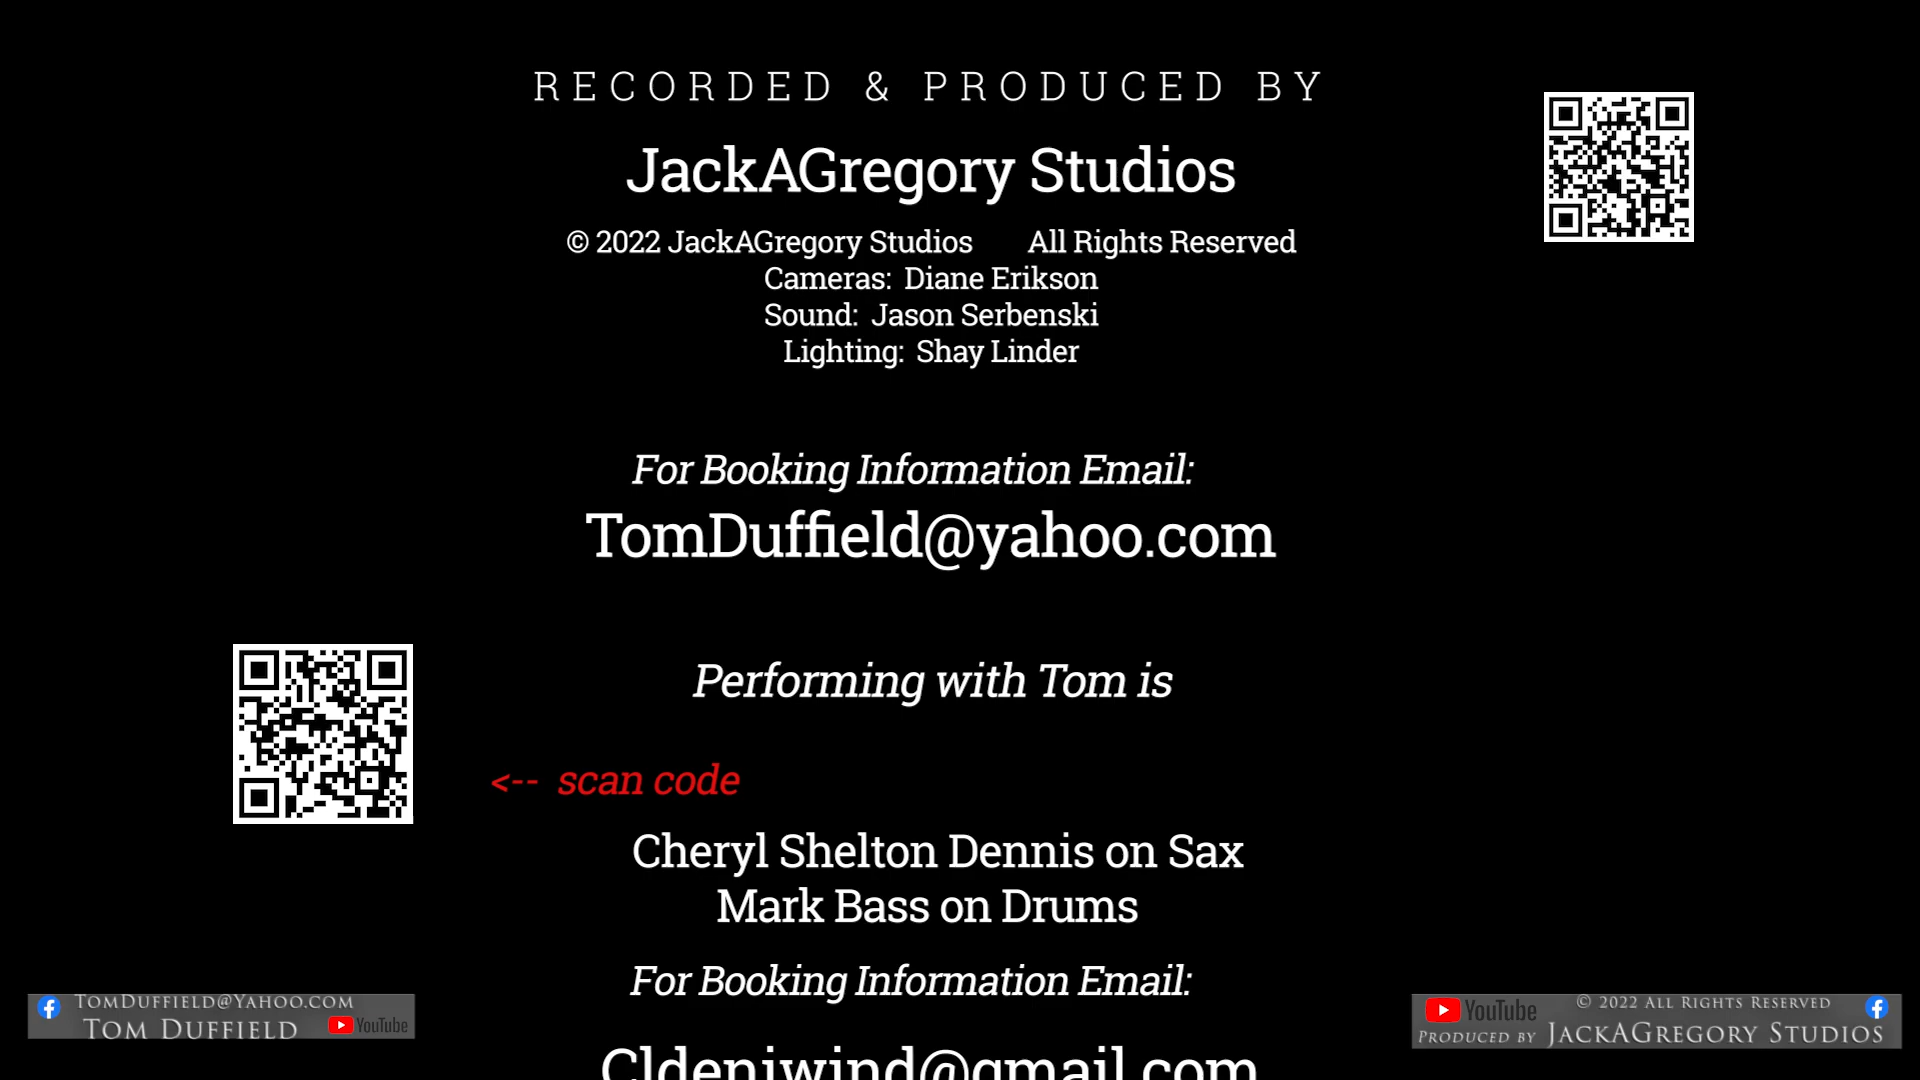 RECORDED & PRODUCED BY
JackAGregory Studios
© 2022 JackAGregory Studios All Rights Reserved
Cameras: Diane Erikson
Sound: Jason Serbenski
Lighting: Shay Linder
For Booking Information Email:
TomDuffield@yahoo.com
Performing with Tom is
<-- scan code
Cheryl Shelton Dennis on Sax
Mark Bass on Drums
For Booking Information Email:
Cldeniwind@gmail.com
TomDuffield@Yahoo.com
Tom Duffield YouTube
YouTube © 2022 All Rights Reserved
Produced by JackAGregory Studios